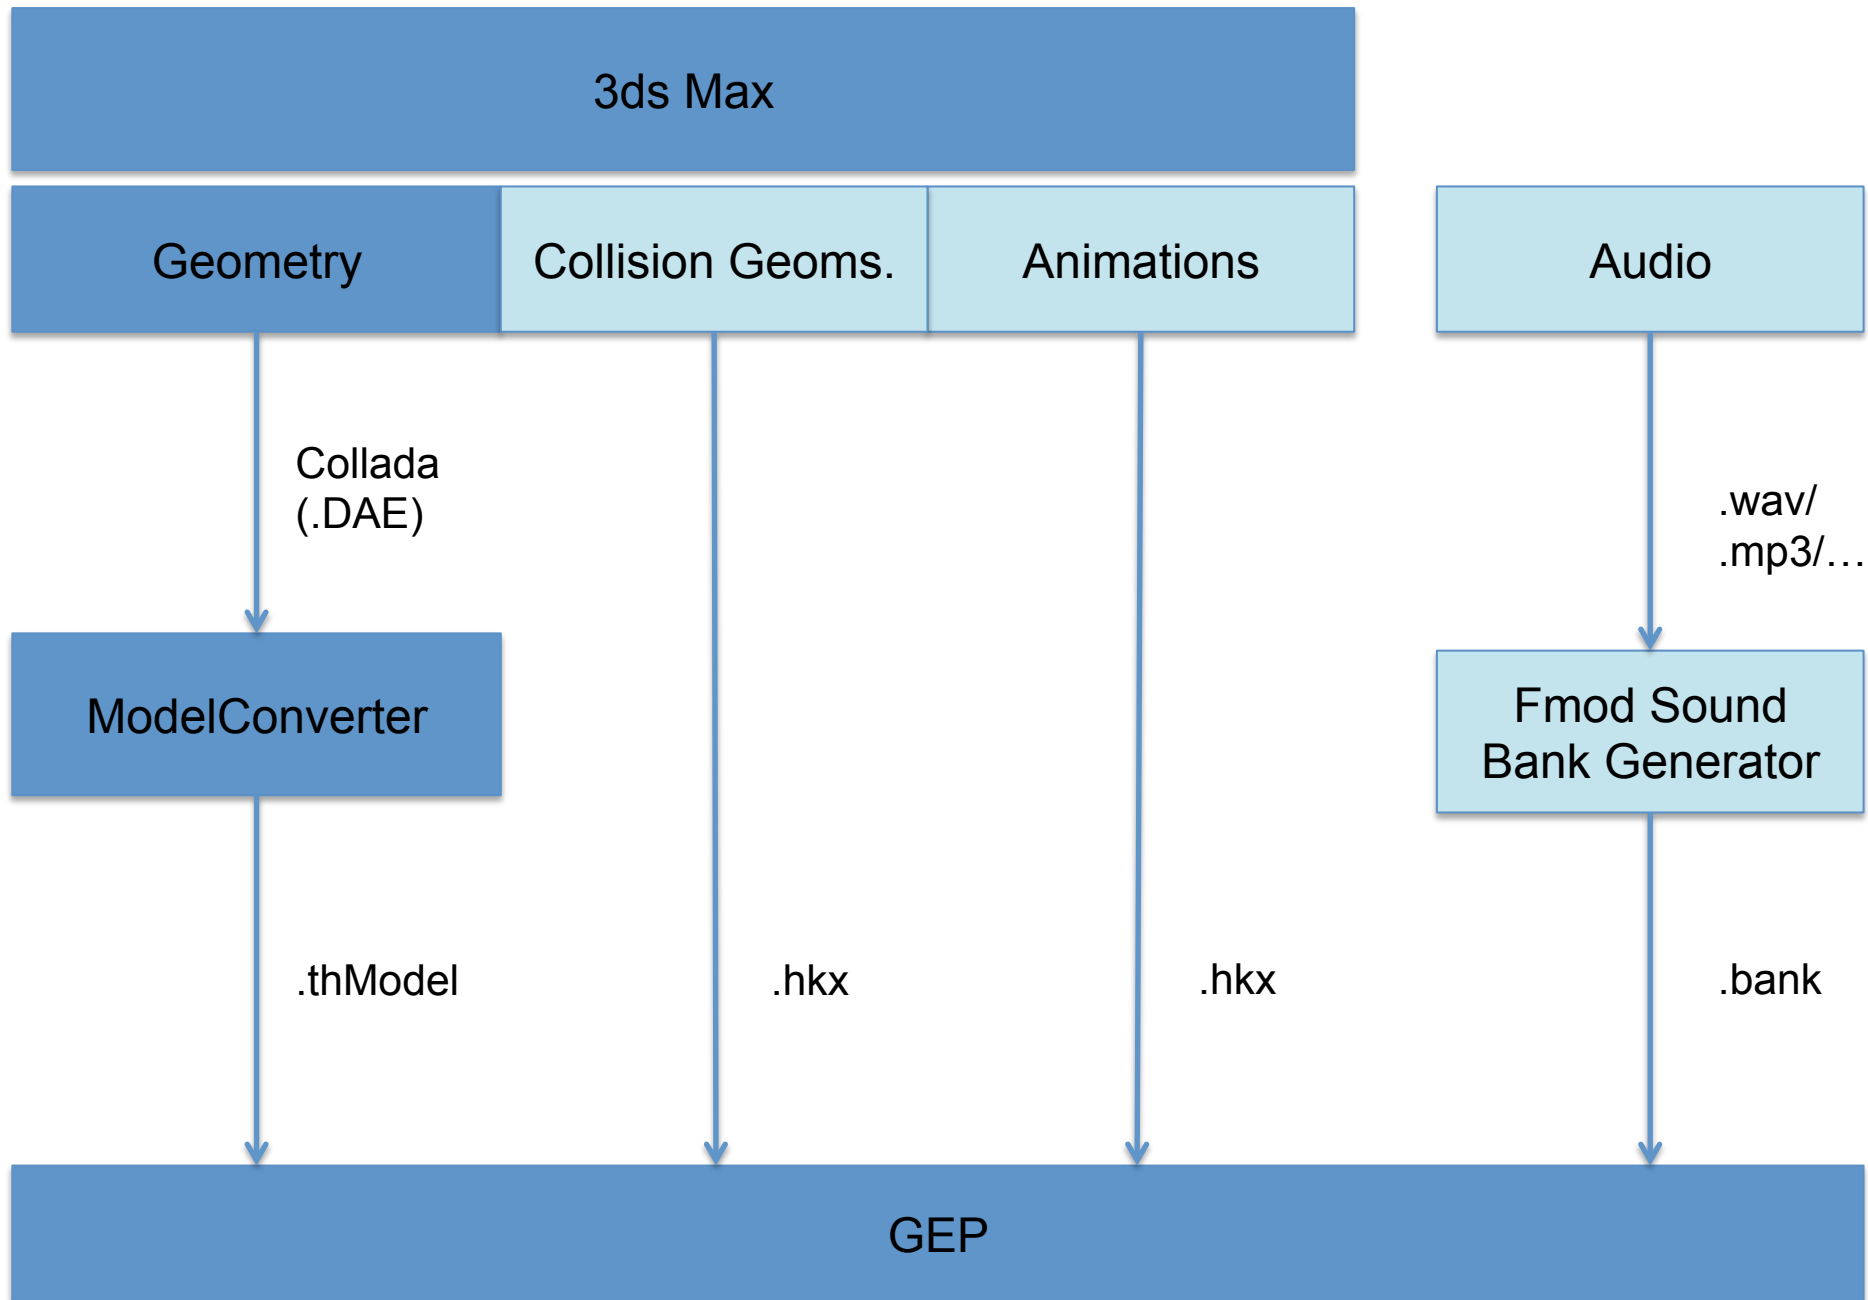 3ds Max
Geometry
Collision Geoms.
Animations
Audio
Collada
(.DAE)
.wav/
.mp3/…
ModelConverter
Fmod Sound
Bank Generator
.thModel
.hkx
.hkx
.bank
GEP